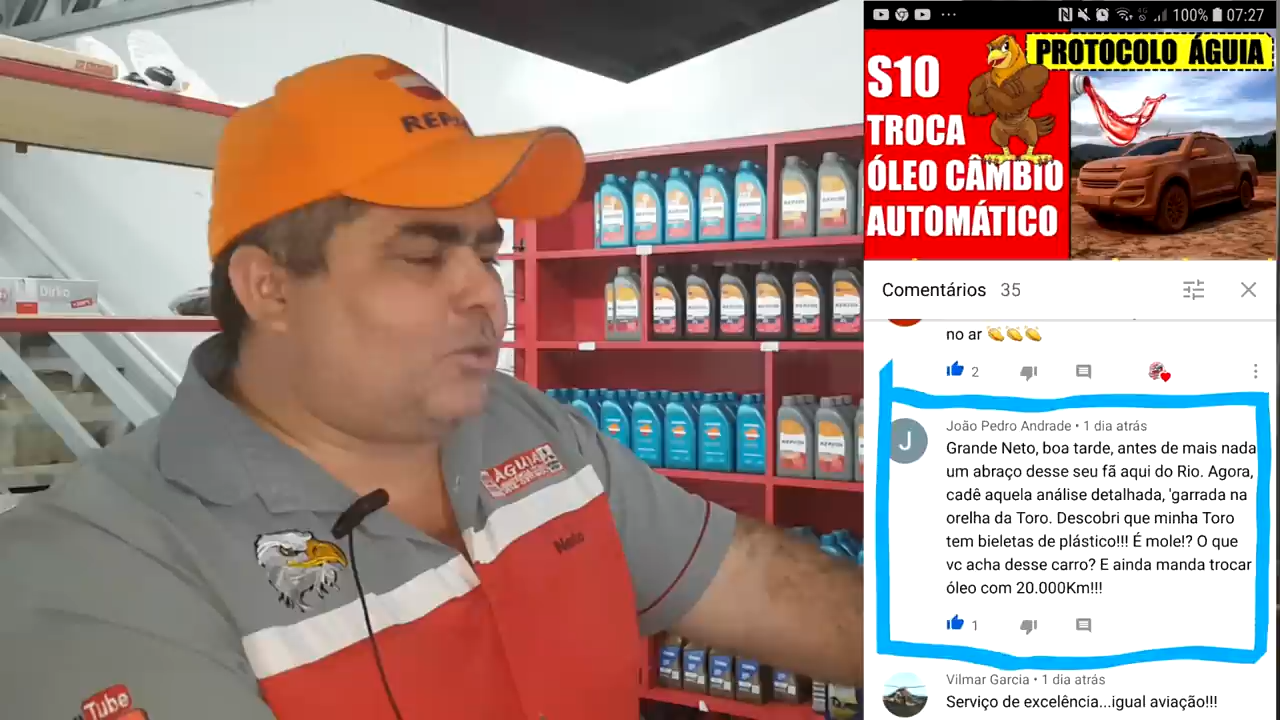 100% 07:27
PROTOCOLO ÁGUIA
S10
TROCA
ÓLEO CÂMBIO
AUTOMÁTICO
Comentários 35
no ar
2
João Pedro Andrade • 1 dia atrás
J
Grande Neto, boa tarde, antes de mais nada
um abraço desse seu fã aqui do Rio. Agora,
cadê aquela análise detalhada, 'garrada na
orelha da Toro. Descobri que minha Toro
tem bieletas de plástico!!! É mole!? O que
vc acha desse carro? E ainda manda trocar
óleo com 20.000Km!!!
1
Vilmar Garcia • 1 dia atrás
Serviço de excelência...igual aviação!!!
Dirko
ÁGUIA
Neto
Tube